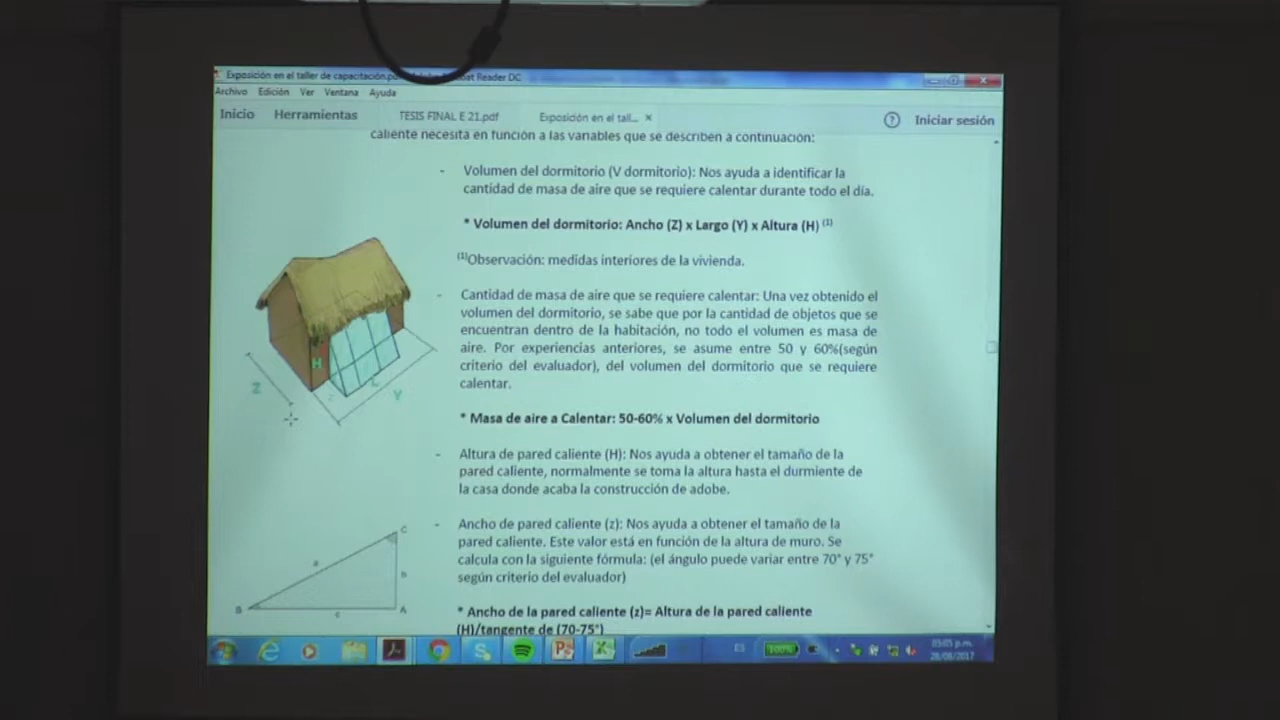 Exposición en el taller de capacitación.p
bat Reader DC
Archivo Edición Ver Ventana Ayuda
Inicio Herramientas TESIS FINAL E 21.pdf Exposición en el tall... × ? Iniciar sesión
caliente necesita en función a las variables que se describen a continuación:
- Volumen del dormitorio (V dormitorio): Nos ayuda a identificar la
cantidad de masa de aire que se requiere calentar durante todo el día.
* Volumen del dormitorio: Ancho (Z) x Largo (Y) x Altura (H) (1)
(1)Observación: medidas interiores de la vivienda.
- Cantidad de masa de aire que se requiere calentar: Una vez obtenido el
volumen del dormitorio, se sabe que por la cantidad de objetos que se
encuentran dentro de la habitación, no todo el volumen es masa de
aire. Por experiencias anteriores, se asume entre 50 y 60%(según
criterio del evaluador), del volumen del dormitorio que se requiere
calentar.
* Masa de aire a Calentar: 50-60% x Volumen del dormitorio
- Altura de pared caliente (H): Nos ayuda a obtener el tamaño de la
pared caliente, normalmente se toma la altura hasta el durmiente de
la casa donde acaba la construcción de adobe.
- Ancho de pared caliente (z): Nos ayuda a obtener el tamaño de la
pared caliente. Este valor está en función de la altura de muro. Se
calcula con la siguiente fórmula: (el ángulo puede variar entre 70° y 75°
según criterio del evaluador)
* Ancho de la pared caliente (z)= Altura de la pared caliente
(H)/tangente de (70-75°)
H
Z
L
Y
C
a
b
B
c
A
ES
100%
03:05 p.m.
28/08/2017